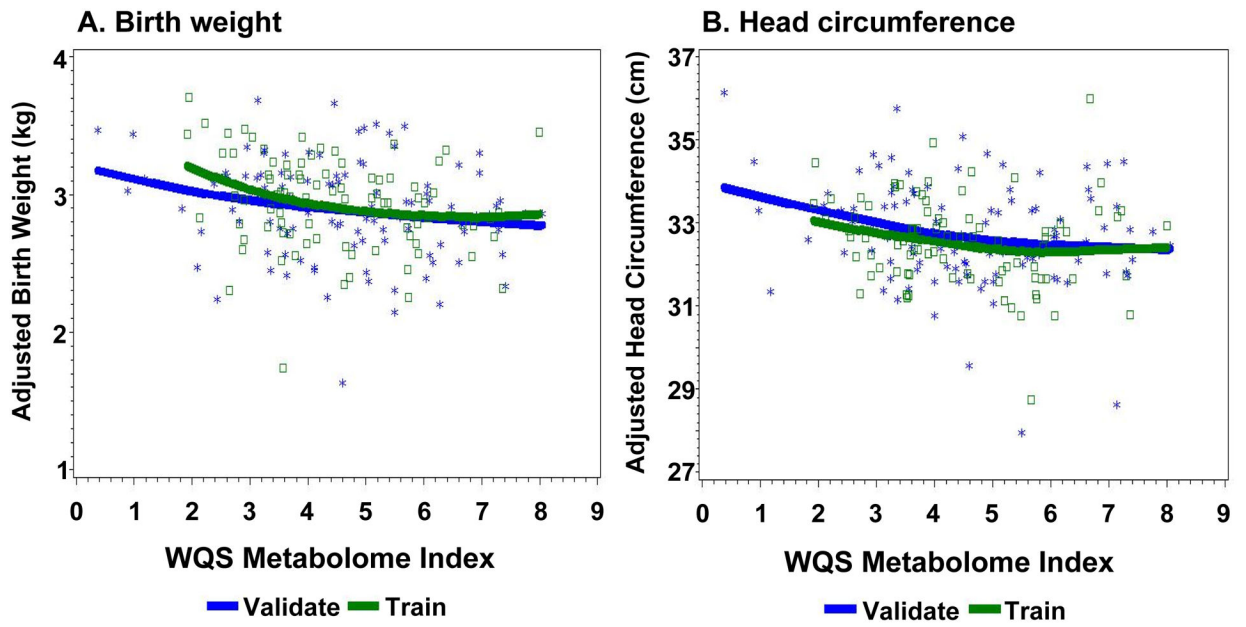 A. Birth weight
Adjusted Birth Weight (kg)
4
3
2
1
0 1 2 3 4 5 6 7 8 9
WQS Metabolome Index
Validate Train
B. Head circumference
Adjusted Head Circumference (cm)
37
35
33
31
29
27
0 1 2 3 4 5 6 7 8 9
WQS Metabolome Index
Validate Train